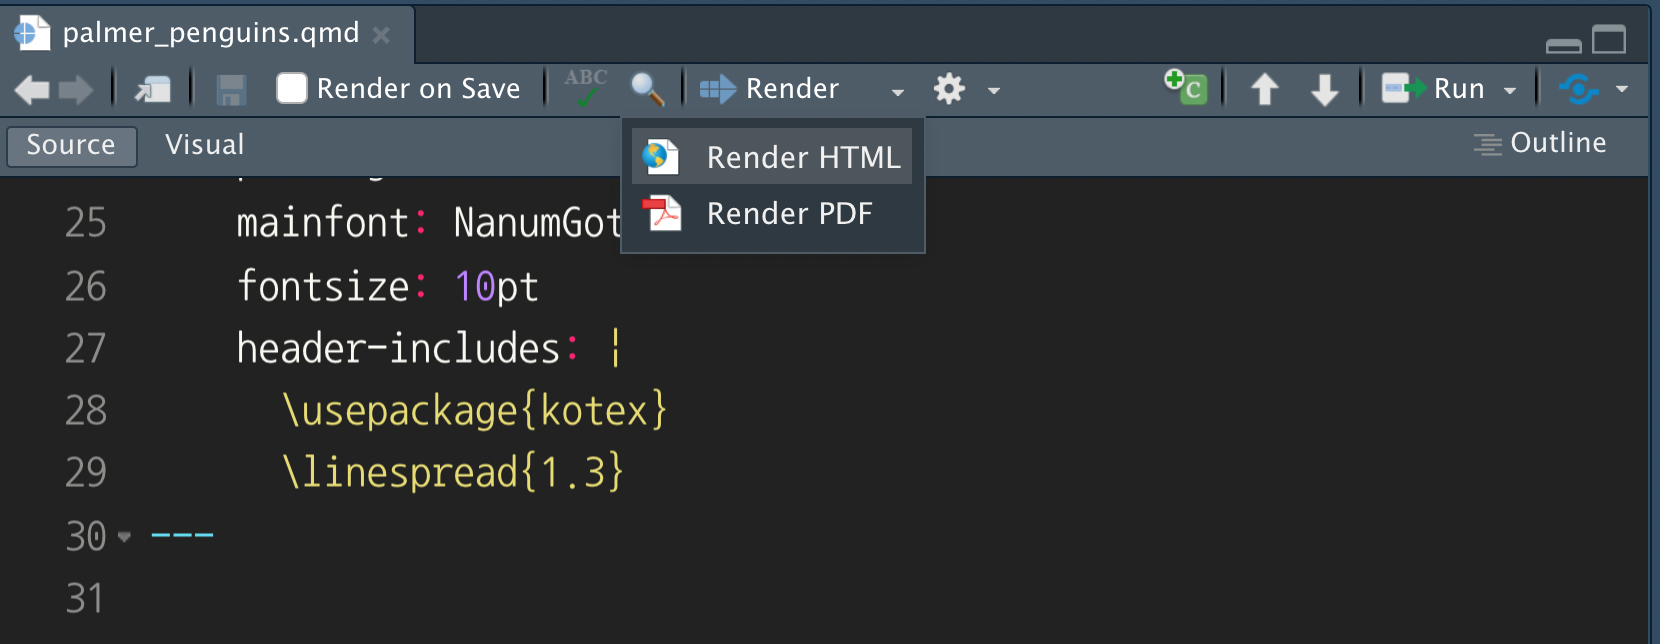 palmer_penguins.qmd
Render on Save
ABC
Render
C
Run
Source
Visual
Outline
Render HTML
Render PDF
25 mainfont: NanumGot
26 fontsize: 10pt
27 header-includes: |
28 \usepackage{kotex}
29 \linespread{1.3}
30 ---
31